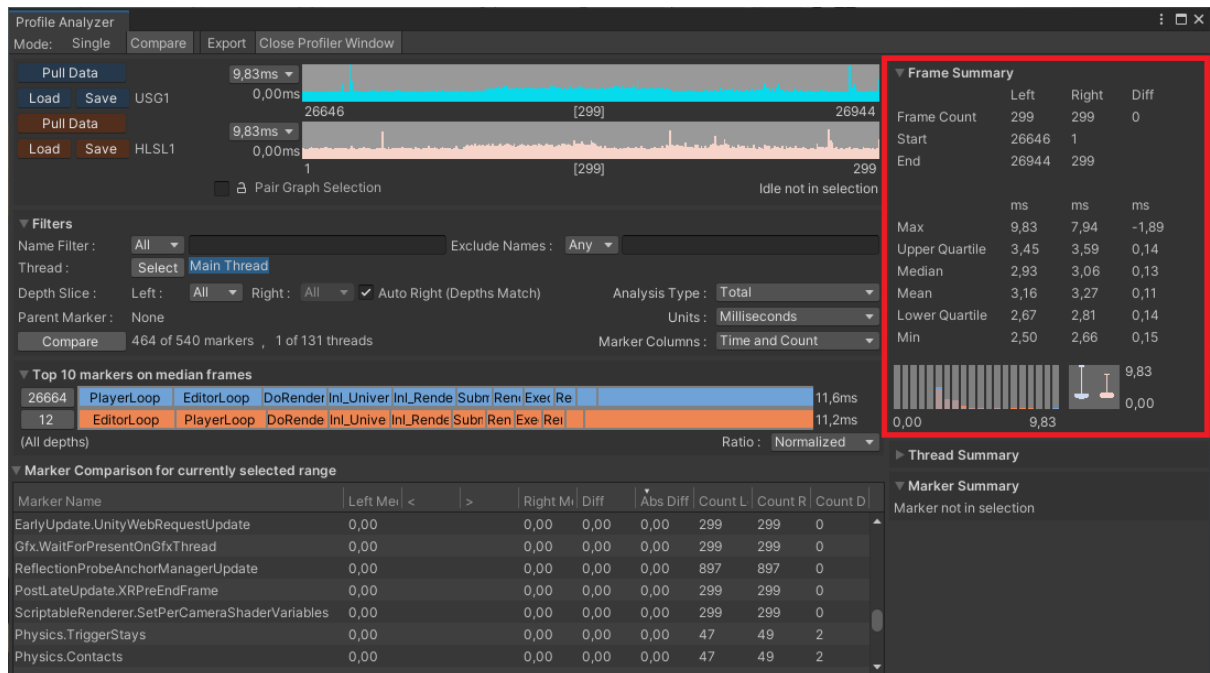 Profile Analyzer
Mode: Single Compare Export Close Profiler Window
Pull Data
Load Save USG1
9,83ms
0,00ms
26646 [299] 26944
Pull Data
Load Save HLSL1
9,83ms
0,00ms
1 [299] 299
Pair Graph Selection Idle not in selection
Filters
Name Filter : All Exclude Names : Any
Thread : Select Main Thread
Depth Slice : Left : All Right : All Auto Right (Depths Match) Analysis Type : Total
Parent Marker : None Units : Milliseconds
Compare 464 of 540 markers , 1 of 131 threads Marker Columns : Time and Count
Top 10 markers on median frames
26664 PlayerLoop EditorLoop DoRender Inl_Univer Inl_Rende Subm Ren Exec Re 11,6ms
12 EditorLoop PlayerLoop DoRende Inl_Unive Inl_Rende Subr Ren Exe Rei 11,2ms
(All depths) Ratio : Normalized
Marker Comparison for currently selected range
Marker Name Left Me < > Right M Diff Abs Diff Count L Count R Count D
EarlyUpdate.UnityWebRequestUpdate 0,00 0,00 0,00 0,00 299 299 0
Gfx.WaitForPresentOnGfxThread 0,00 0,00 0,00 0,00 299 299 0
ReflectionProbeAnchorManagerUpdate 0,00 0,00 0,00 0,00 897 897 0
PostLateUpdate.XRPreEndFrame 0,00 0,00 0,00 0,00 299 299 0
ScriptableRenderer.SetPerCameraShaderVariables 0,00 0,00 0,00 0,00 299 299 0
Physics.TriggerStays 0,00 0,00 0,00 0,00 47 49 2
Physics.Contacts 0,00 0,00 0,00 0,00 47 49 2
Frame Summary
Left Right Diff
Frame Count 299 299 0
Start 26646 1
End 26944 299
ms ms ms
Max 9,83 7,94 -1,89
Upper Quartile 3,45 3,59 0,14
Median 2,93 3,06 0,13
Mean 3,16 3,27 0,11
Lower Quartile 2,67 2,81 0,14
Min 2,50 2,66 0,15
9,83
0,00
0,00 9,83
Thread Summary
Marker Summary
Marker not in selection